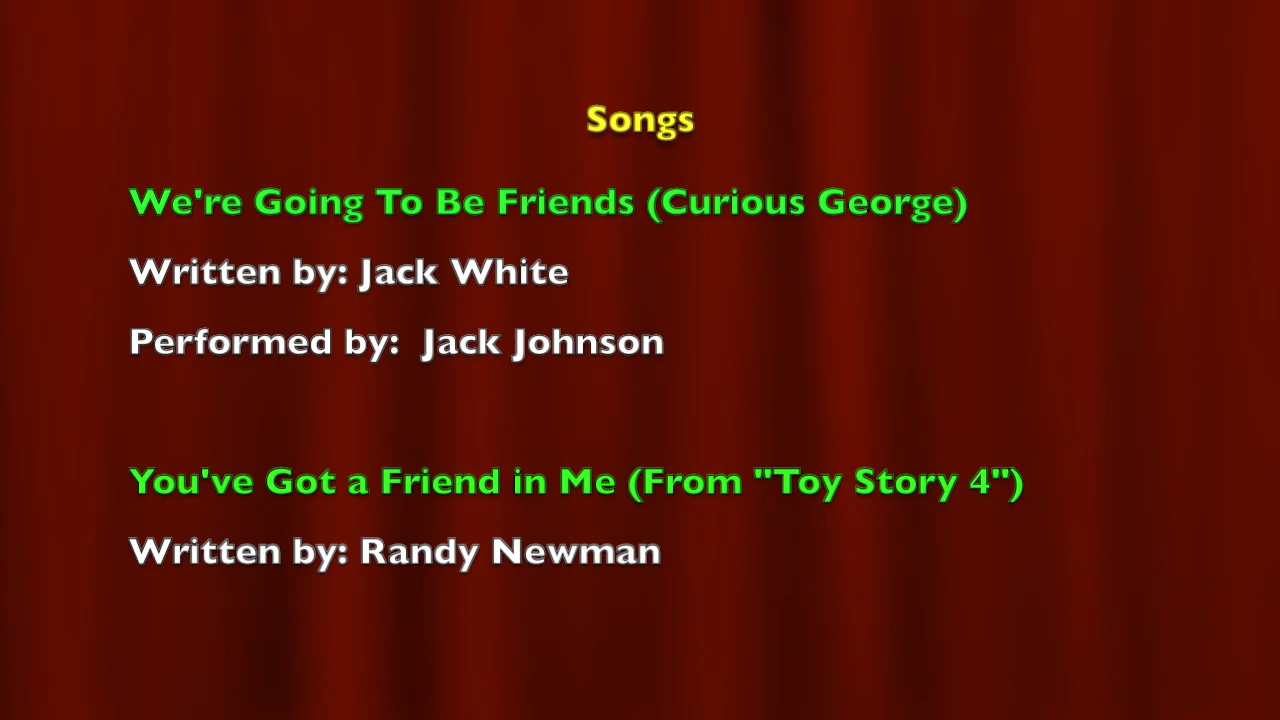 Songs
We're Going To Be Friends (Curious George)
Written by: Jack White
Performed by:  Jack Johnson
You've Got a Friend in Me (From "Toy Story 4")
Written by: Randy Newman